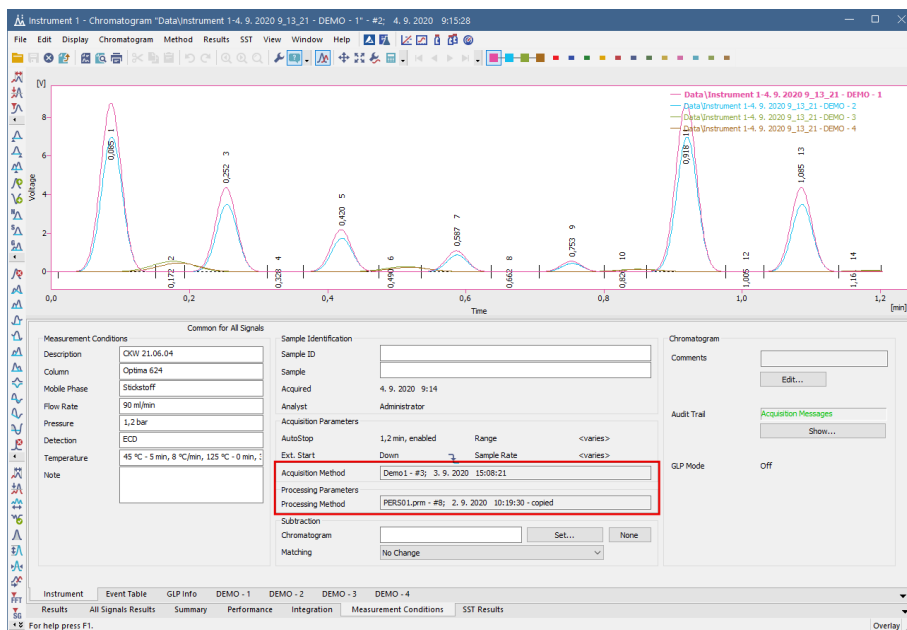 Instrument 1 - Chromatogram "Data\Instrument 1-4. 9. 2020 9_13_21 - DEMO - 1" - #2; 4. 9. 2020 9:15:28
File Edit Display Chromatogram Method Results SST View Window Help
[V]
Data\Instrument 1-4. 9. 2020 9_13_21 - DEMO - 1
Data\Instrument 1-4. 9. 2020 9_13_21 - DEMO - 2
Data\Instrument 1-4. 9. 2020 9_13_21 - DEMO - 3
Data\Instrument 1-4. 9. 2020 9_13_21 - DEMO - 4
8
6
4
2
0
Voltage
0,085 1
0,172 2
0,252 3
0,328 4
0,420 5
0,498 6
0,587 7
0,662 8
0,753 9
0,82 10
0,918 11
1,005 12
1,085 13
1,16 14
0,0 0,2 0,4 0,6 0,8 1,0 1,2
Time [min]
Common for All Signals
Measurement Conditions
Description CKW 21.06.04
Column Optima 624
Mobile Phase Stickstoff
Flow Rate 90 ml/min
Pressure 1,2 bar
Detection ECD
Temperature 45 °C - 5 min, 8 °C/min, 125 °C - 0 min,
Note
Sample Identification
Sample ID
Sample
Acquired 4. 9. 2020 9:14
Analyst Administrator
Acquisition Parameters
AutoStop 1,2 min, enabled Range <varies>
Ext. Start Down Sample Rate <varies>
Acquisition Method Demo1 - #3; 3. 9. 2020 15:08:21
Processing Parameters
Processing Method PERS01.prm - #8; 2. 9. 2020 10:19:30 - copied
Subtraction
Chromatogram Set... None
Matching No Change
Chromatogram
Comments
Edit...
Audit Trail Acquisition Messages
Show...
GLP Mode Off
Instrument Event Table GLP Info DEMO - 1 DEMO - 2 DEMO - 3 DEMO - 4
Results All Signals Results Summary Performance Integration Measurement Conditions SST Results
FFT
SG
For help press F1. Overlay